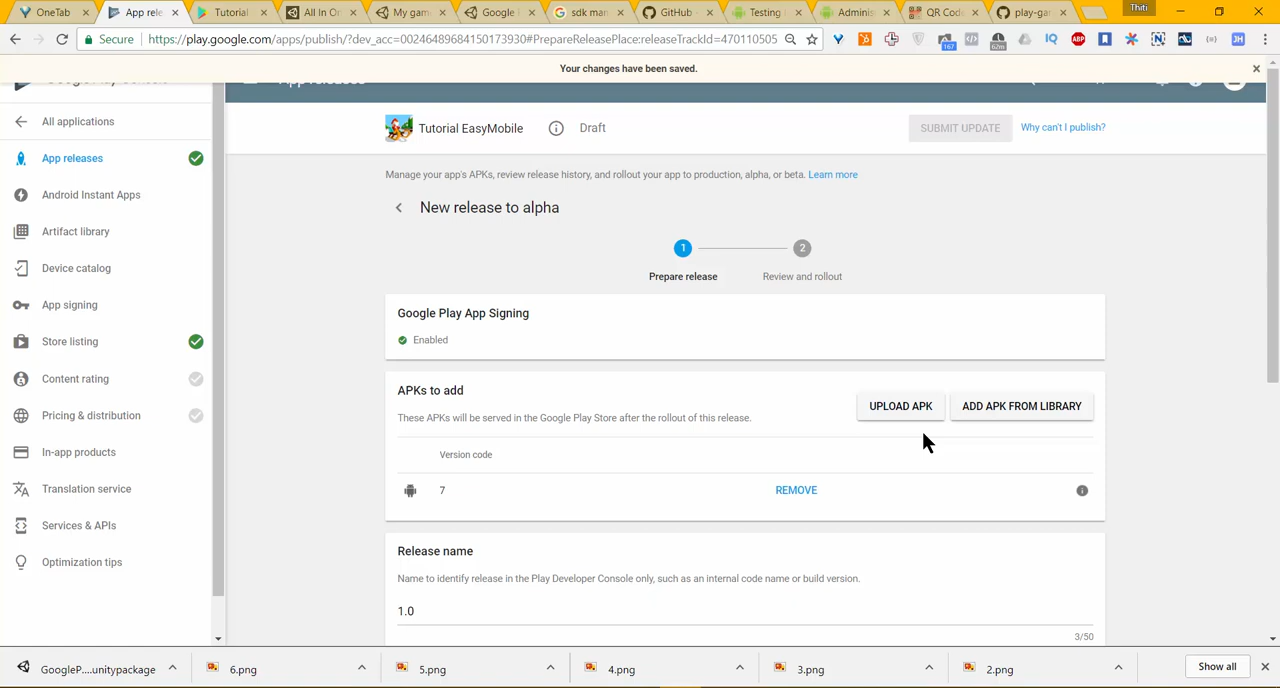 OneTab
App rele
Tutorial
All In On
My gam
Google
sdk man
GitHub -
Testing
Adminis
QR Cod
play-gam
Thiti
Secure
https://play.google.com/apps/publish/?dev_acc=00246489684150173930#PrepareReleasePlace:releaseTrackId=470110505
167
62m
ABP
JH
Your changes have been saved.
All applications
App releases
Android Instant Apps
Artifact library
Device catalog
App signing
Store listing
Content rating
Pricing & distribution
In-app products
Translation service
Services & APIs
Optimization tips
Tutorial EasyMobile
Draft
SUBMIT UPDATE
Why can't I publish?
Manage your app's APKs, review release history, and rollout your app to production, alpha, or beta. Learn more
New release to alpha
1
2
Prepare release
Review and rollout
Google Play App Signing
Enabled
APKs to add
These APKs will be served in the Google Play Store after the rollout of this release.
UPLOAD APK
ADD APK FROM LIBRARY
Version code
7
REMOVE
Release name
Name to identify release in the Play Developer Console only, such as an internal code name or build version.
1.0
3/50
GoogleP....unitypackage
6.png
5.png
4.png
3.png
2.png
Show all